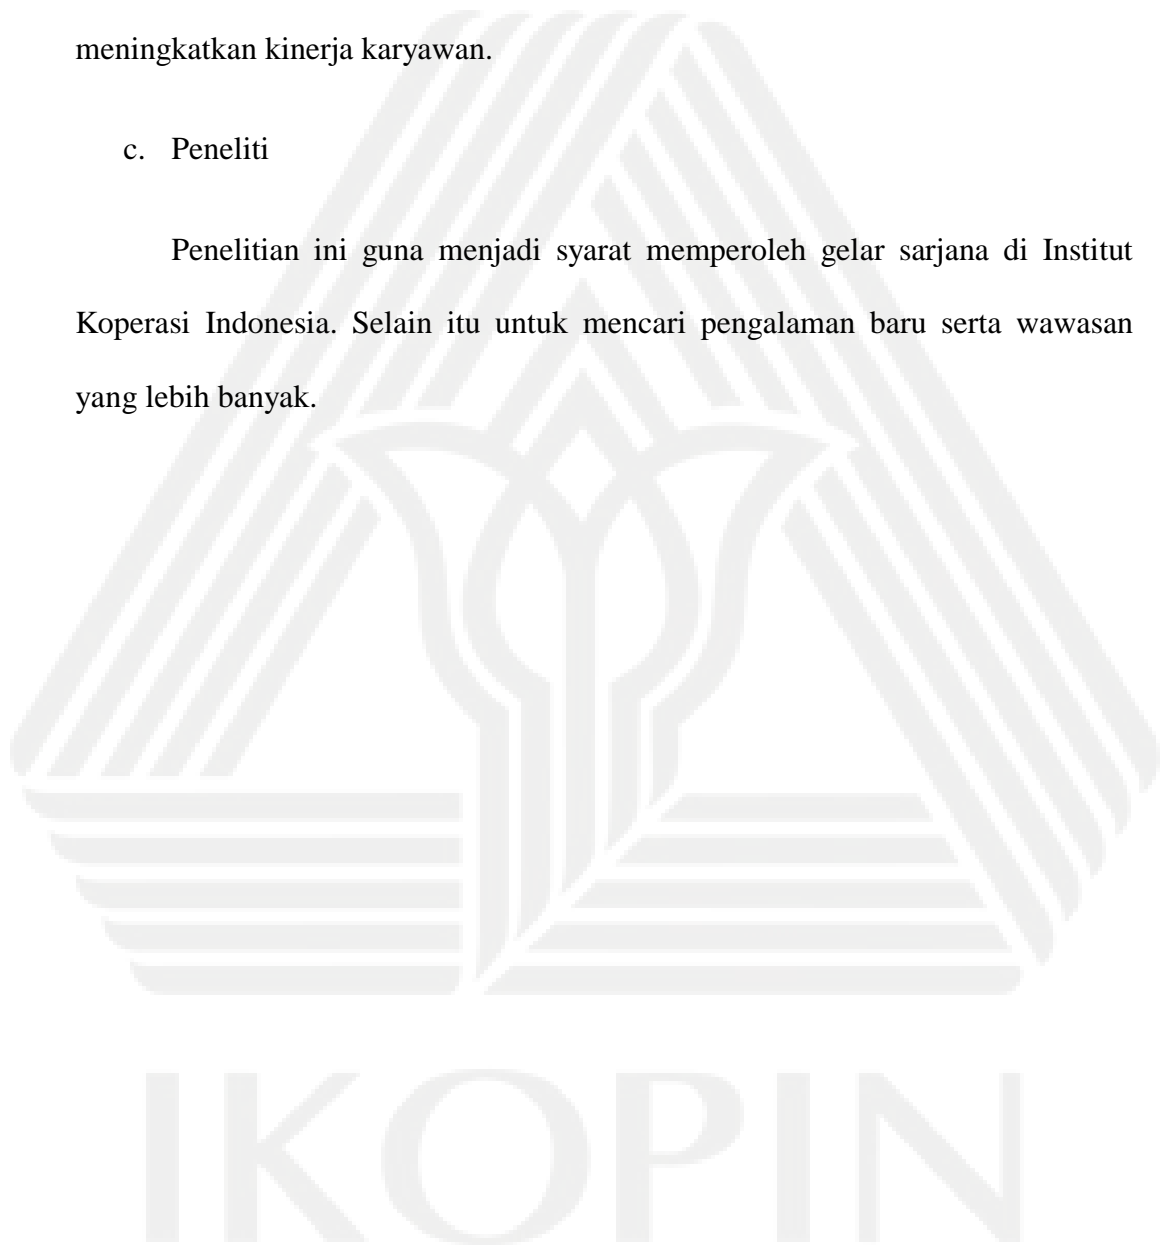 meningkatkan kinerja karyawan.
c. Peneliti
Penelitian ini guna menjadi syarat memperoleh gelar sarjana di Institut
Koperasi Indonesia. Selain itu untuk mencari pengalaman baru serta wawasan
yang lebih banyak.
IKOPIN